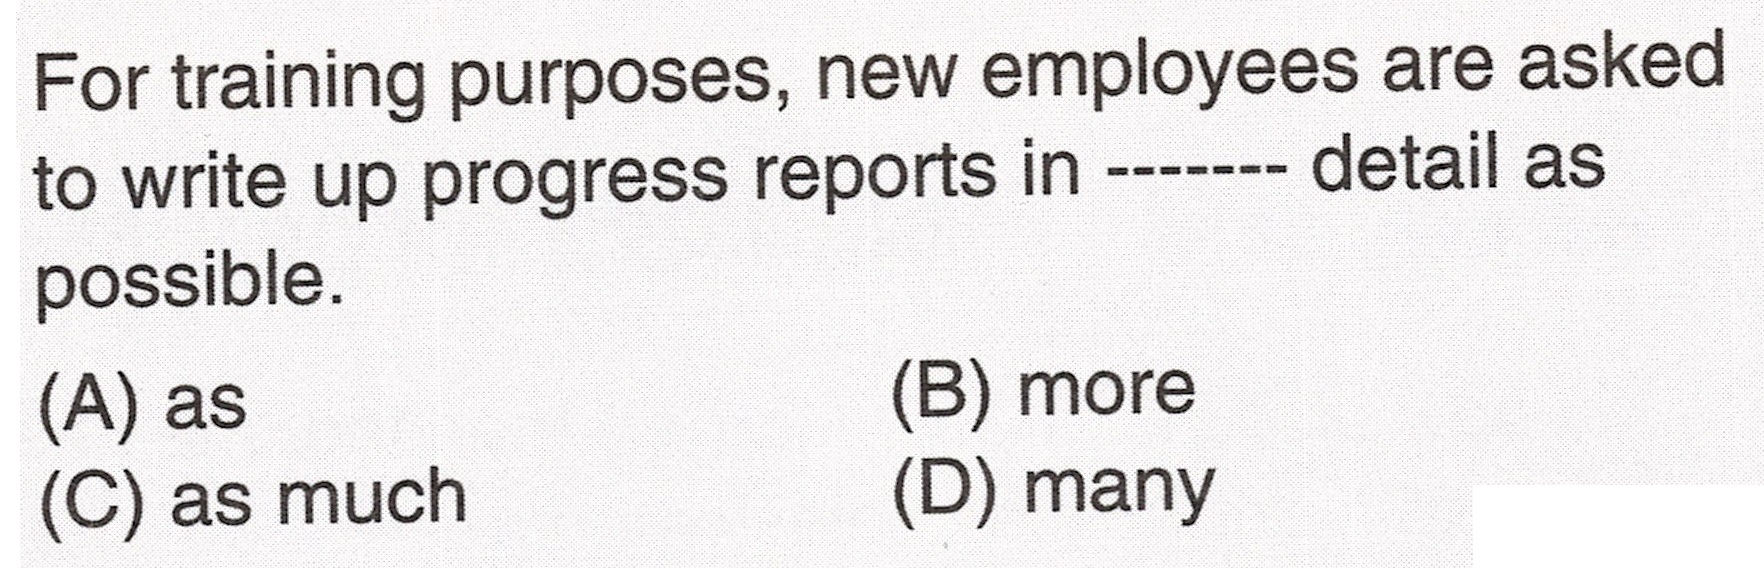 For training purposes, new employees are asked
to write up progress reports in ------- detail as
possible.
(A) as
(B) more
(C) as much
(D) many